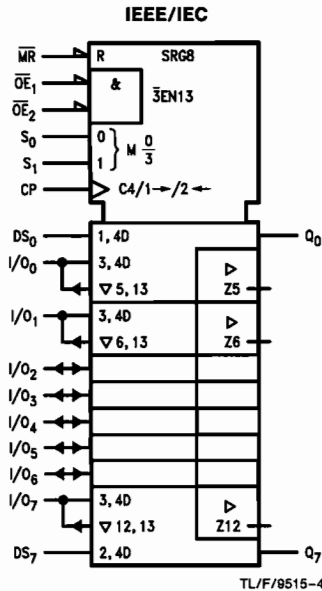 IEEE/IEC
MR R SRG8
OE1 & 3EN13
OE2
S0 0 } M 0/3
S1 1
CP C4/1→/2←
DS0 1,4D Q0
I/O0 3,4D ▷
▽5,13 Z5
I/O1 3,4D ▷
▽6,13 Z6
I/O2
I/O3
I/O4
I/O5
I/O6
I/O7 3,4D ▷
▽12,13 Z12
DS7 2,4D Q7
TL/F/9515-4